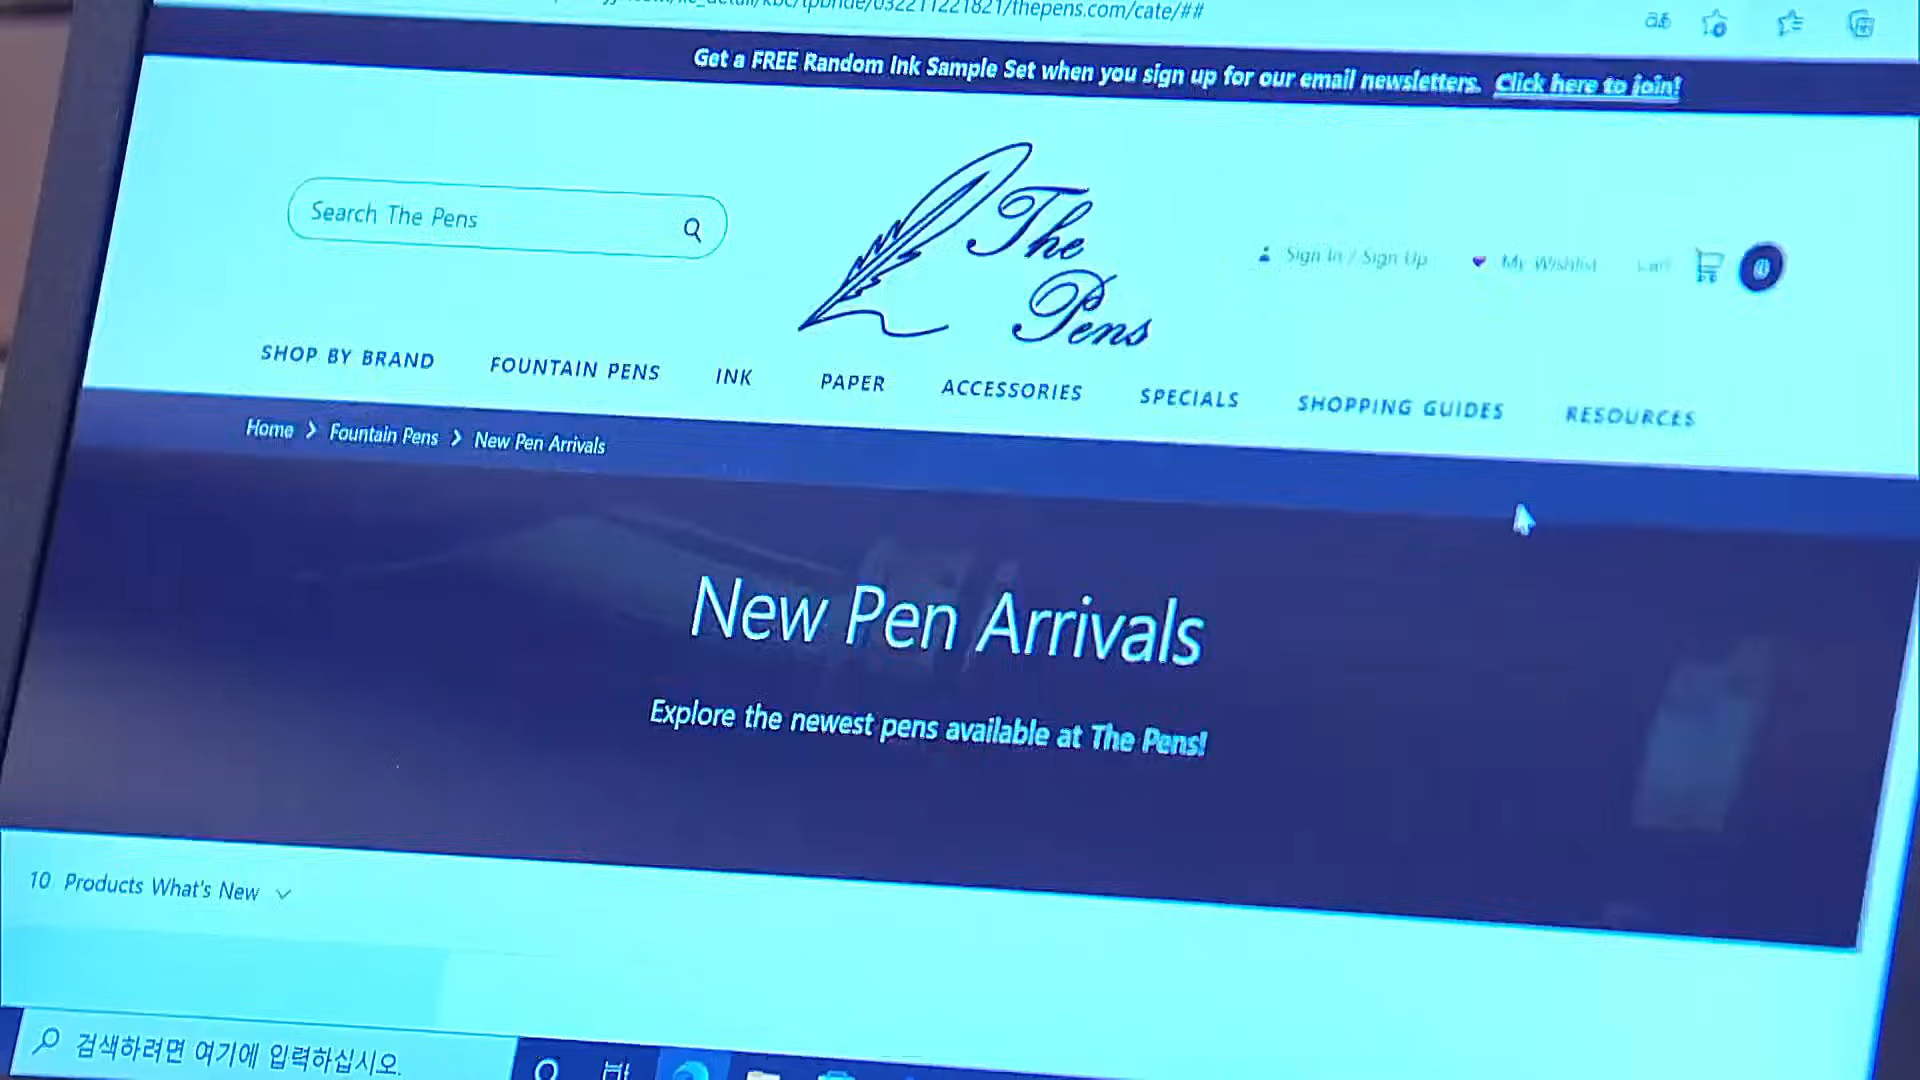 thepens.com/cate/##
Get a FREE Random Ink Sample Set when you sign up for our email newsletters. Click here to join!
Search The Pens
The
Pens
Sign In / Sign Up
My Wishlist
Cart
0
SHOP BY BRAND
FOUNTAIN PENS
INK
PAPER
ACCESSORIES
SPECIALS
SHOPPING GUIDES
RESOURCES
Home > Fountain Pens > New Pen Arrivals
New Pen Arrivals
Explore the newest pens available at The Pens!
10 Products What's New
검색하려면 여기에 입력하십시오.